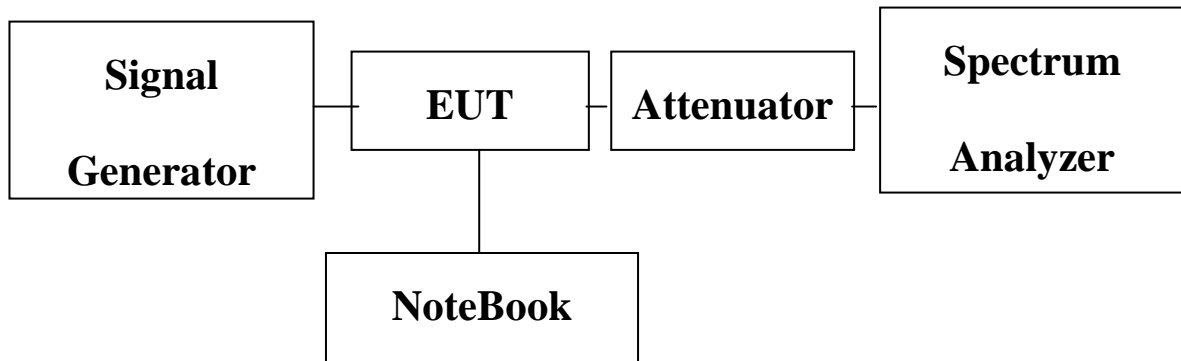 Signal
Generator
EUT
Attenuator
Spectrum
Analyzer
NoteBook